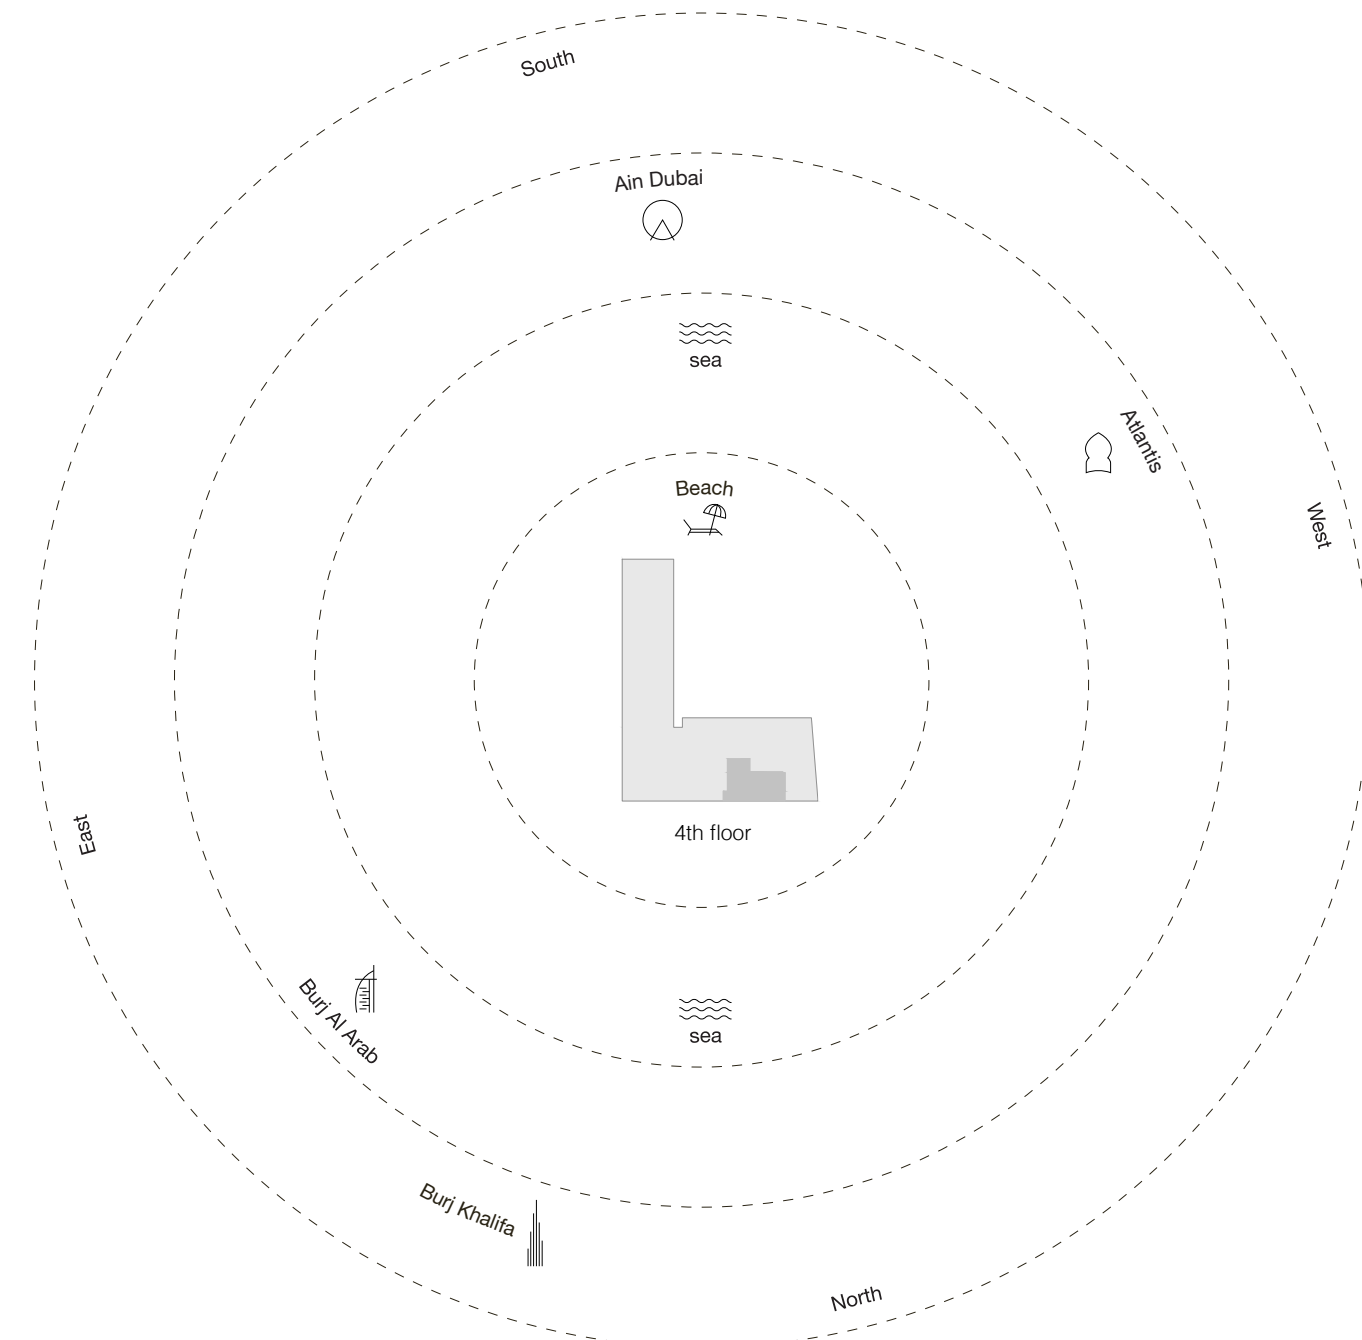 South
Ain Dubai
sea
Atlantis
Beach
West
4th floor
East
Burj Al Arab
sea
Burj Khalifa
North